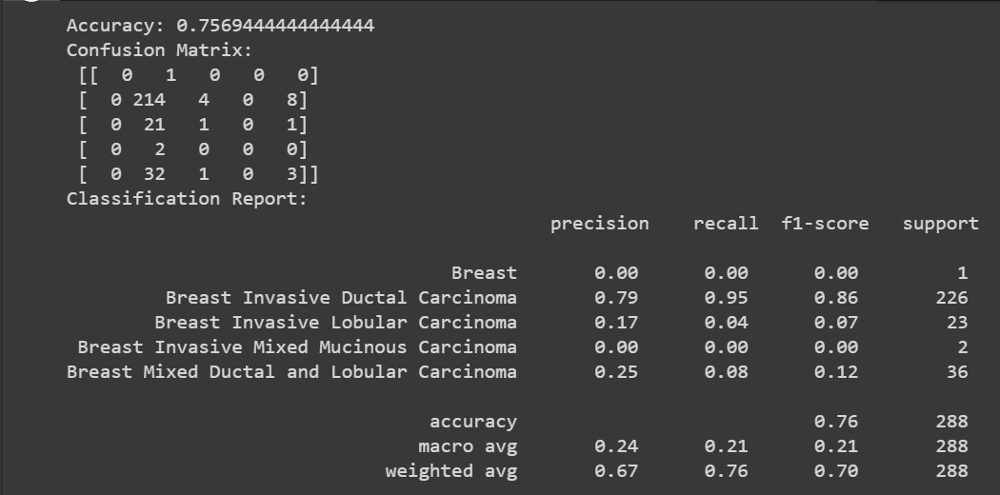 Accuracy: 0.7569444444444444
Confusion Matrix:
[[ 0 1 0 0 0]
[ 0 214 4 0 8]
[ 0 21 1 0 1]
[ 0 2 0 0 0]
[ 0 32 1 0 3]]
Classification Report:
precision recall f1-score support
Breast 0.00 0.00 0.00 1
Breast Invasive Ductal Carcinoma 0.79 0.95 0.86 226
Breast Invasive Lobular Carcinoma 0.17 0.04 0.07 23
Breast Invasive Mixed Mucinous Carcinoma 0.00 0.00 0.00 2
Breast Mixed Ductal and Lobular Carcinoma 0.25 0.08 0.12 36
accuracy 0.76 288
macro avg 0.24 0.21 0.21 288
weighted avg 0.67 0.76 0.70 288